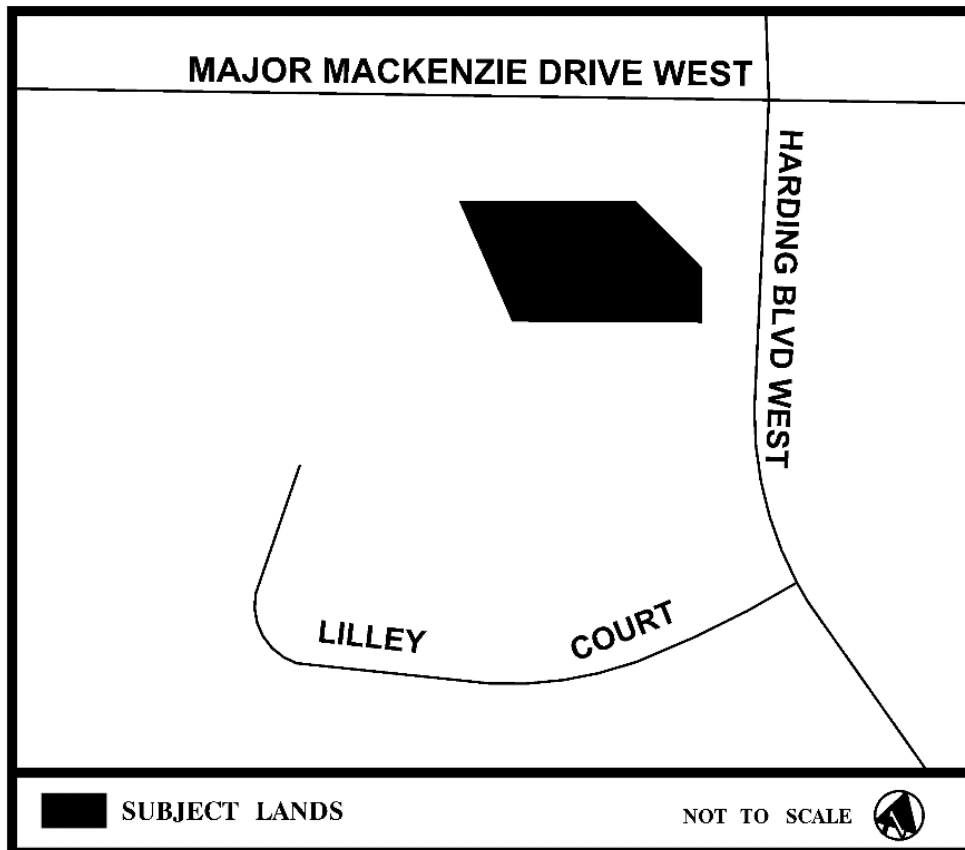 MAJOR MACKENZIE DRIVE WEST
HARDING BLVD WEST
LILLEY COURT
SUBJECT LANDS
NOT TO SCALE